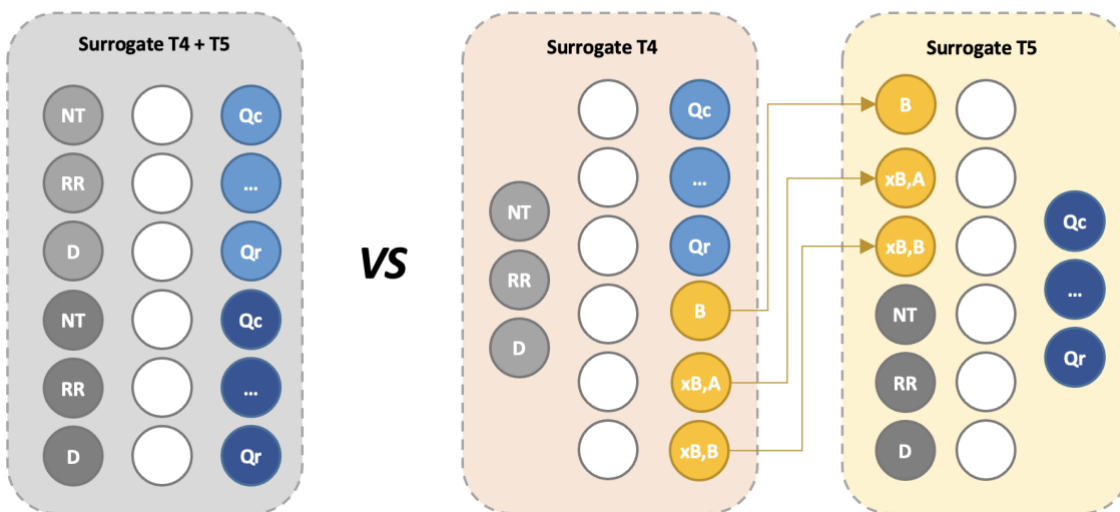 Surrogate T4 + T5
NT
Qc
RR
...
D
Qr
NT
Qc
RR
...
D
Qr
VS
Surrogate T4
Qc
...
NT
Qr
RR
B
D
xB,A
xB,B
Surrogate T5
B
xB,A
Qc
xB,B
...
NT
Qr
RR
D